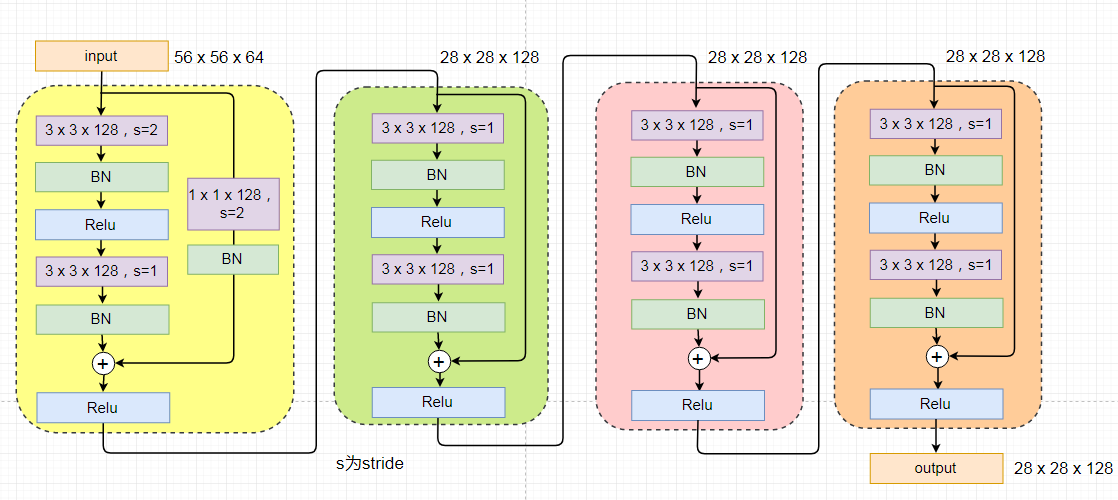 input
56 x 56 x 64
3 x 3 x 128，s=2
BN
Relu
3 x 3 x 128，s=1
BN
1 x 1 x 128，
s=2
BN
+
Relu
28 x 28 x 128
3 x 3 x 128，s=1
BN
Relu
3 x 3 x 128，s=1
BN
+
Relu
28 x 28 x 128
3 x 3 x 128，s=1
BN
Relu
3 x 3 x 128，s=1
BN
+
Relu
28 x 28 x 128
3 x 3 x 128，s=1
BN
Relu
3 x 3 x 128，s=1
BN
+
Relu
output
28 x 28 x 128
s为stride